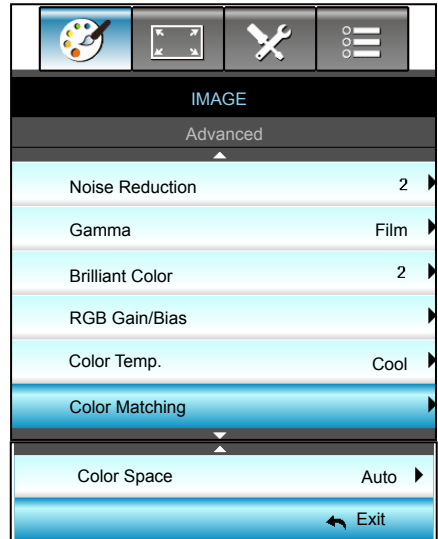 IMAGE
Advanced
Noise Reduction 2
Gamma Film
Brilliant Color 2
RGB Gain/Bias
Color Temp. Cool
Color Matching
Color Space Auto
Exit